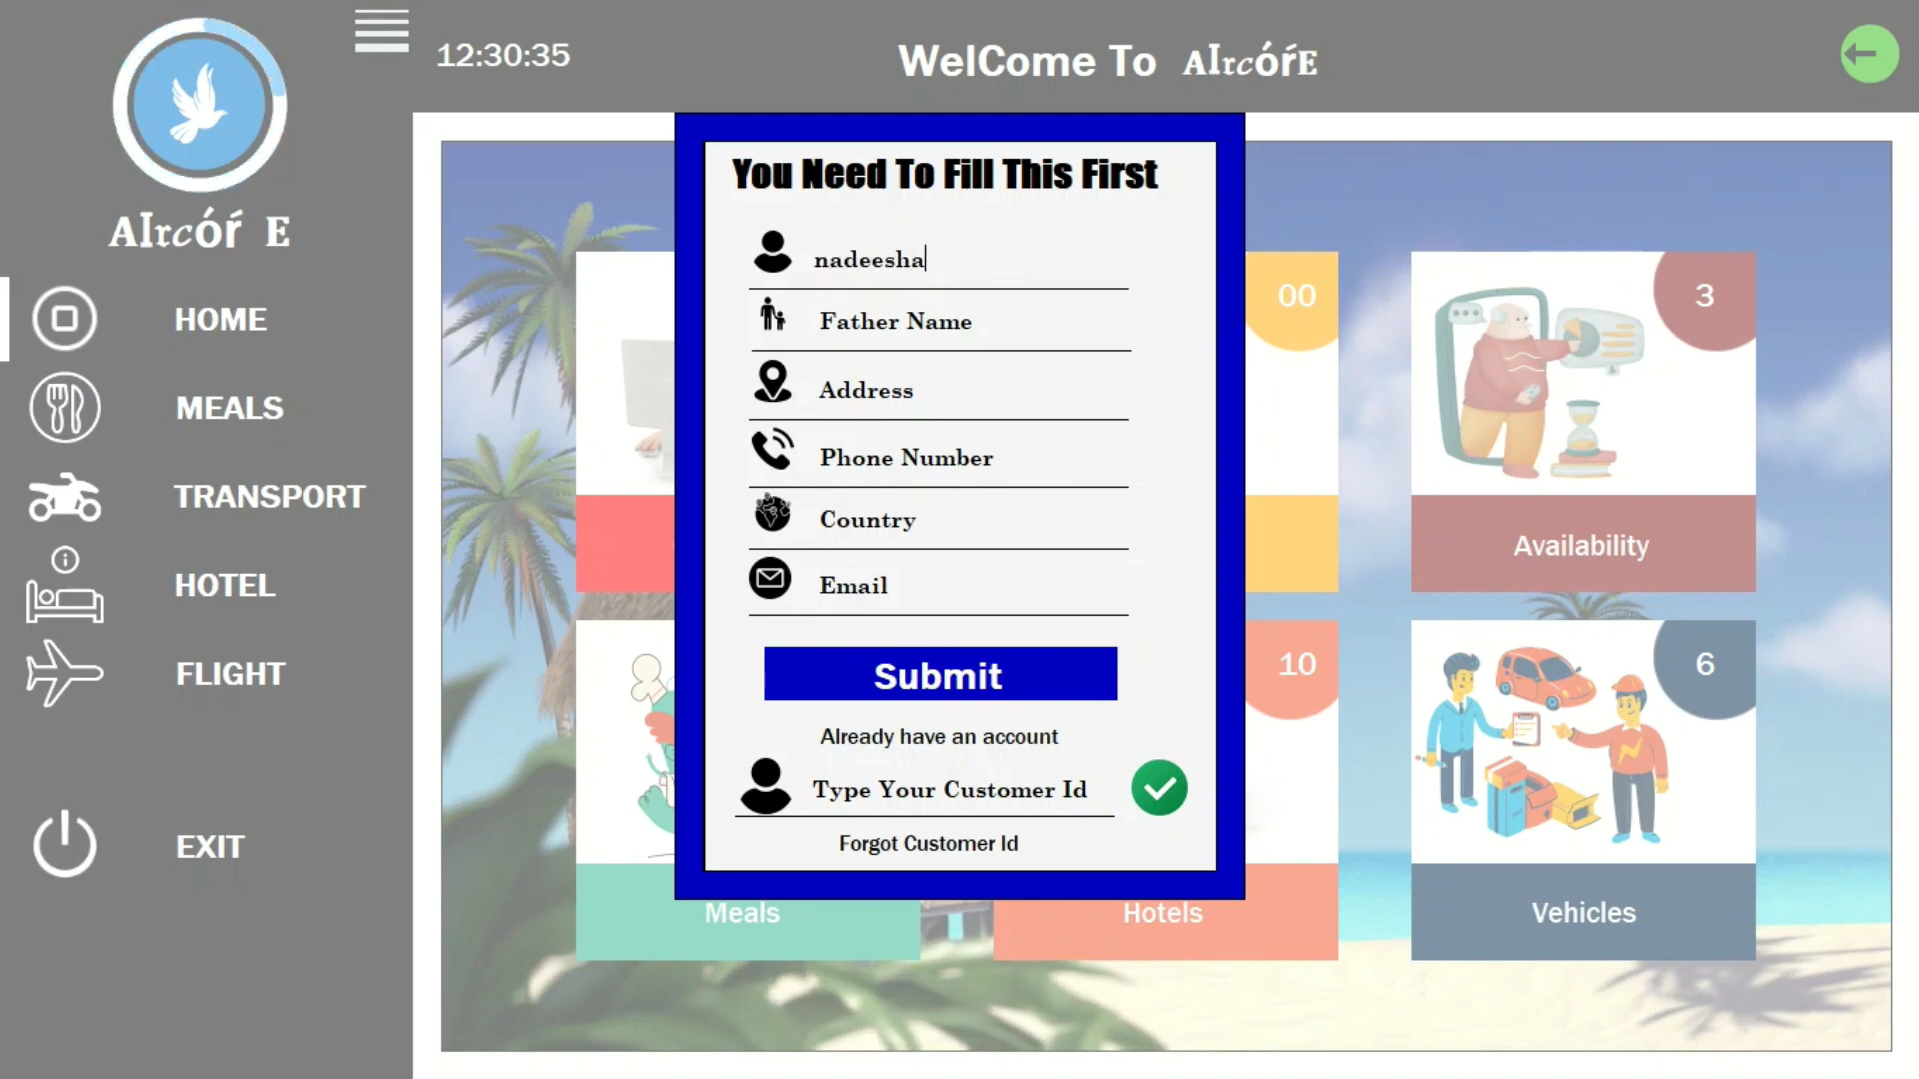 12:30:35
WelCome To AIrcóŕE
AIrcóŕ E
HOME
MEALS
TRANSPORT
HOTEL
FLIGHT
EXIT
You Need To Fill This First
nadeesha
Father Name
Address
Phone Number
Country
Email
Submit
Already have an account
Type Your Customer Id
Forgot Customer Id
00
3
Availability
10
6
Meals
Hotels
Vehicles